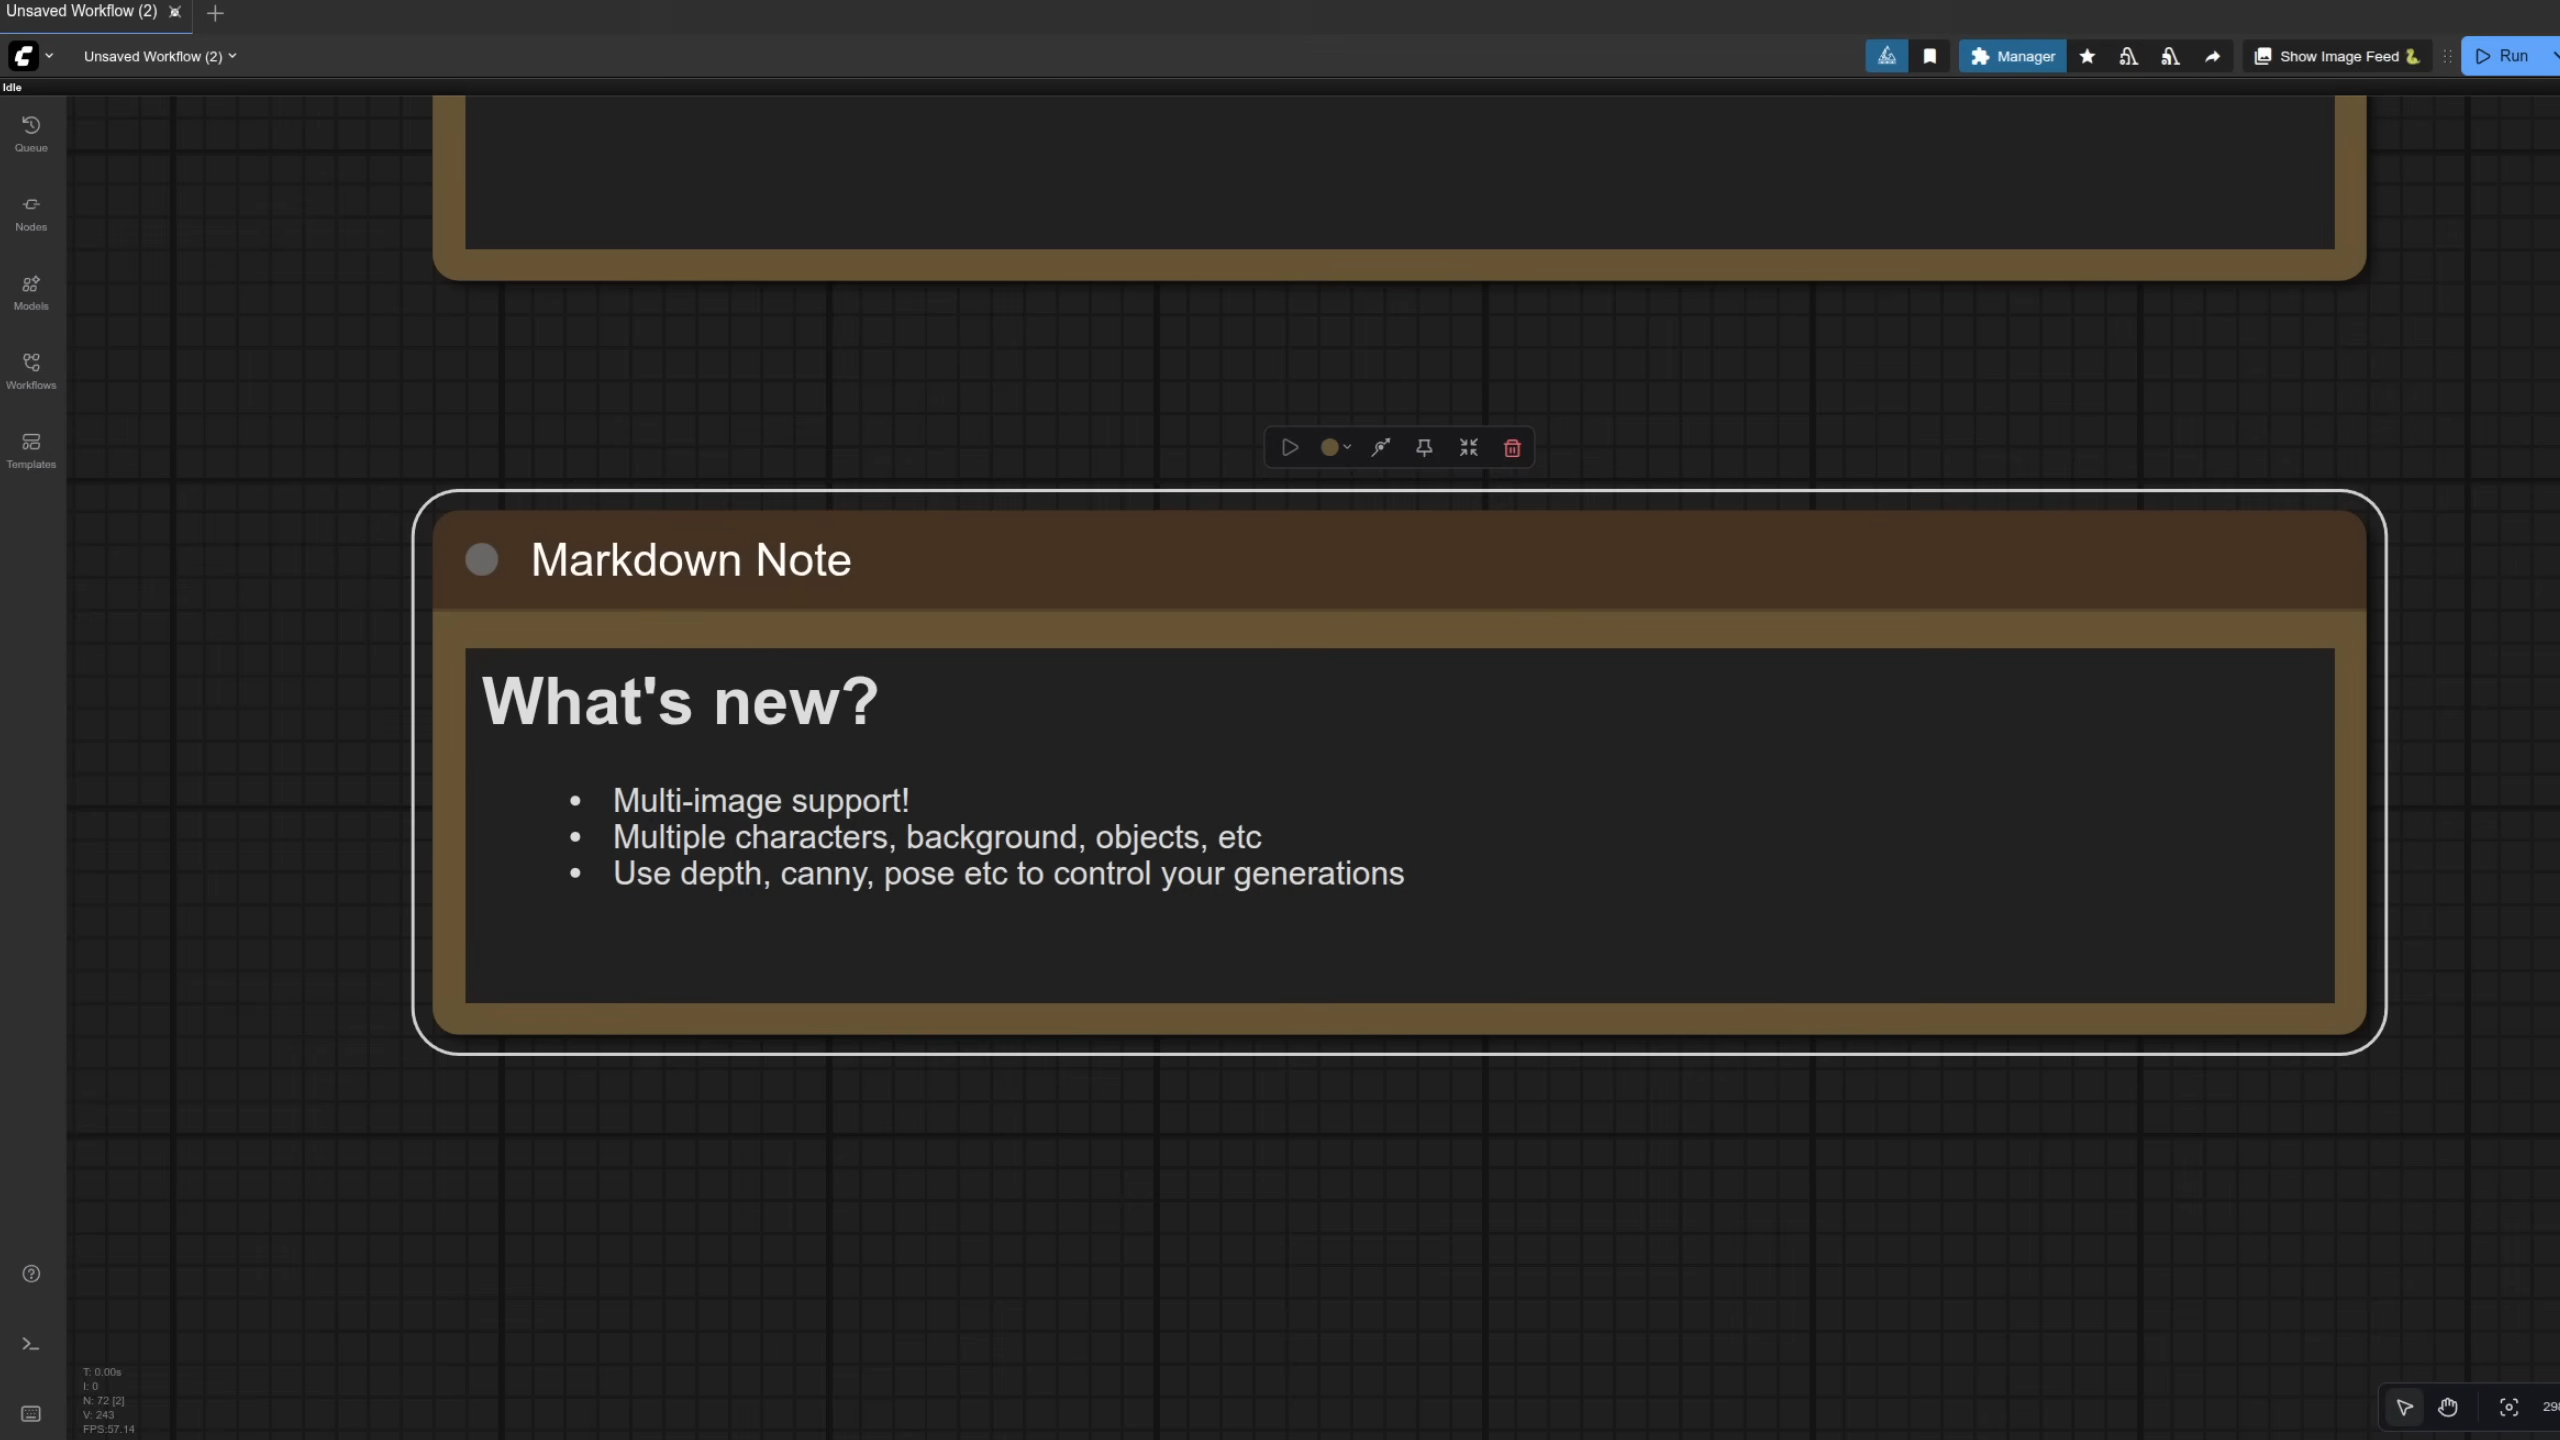 Unsaved Workflow (2)
Unsaved Workflow (2)
Manager
Show Image Feed
Run
Idle
Queue
Nodes
Models
Workflows
Templates
Markdown Note
What's new?
• Multi-image support!
• Multiple characters, background, objects, etc
• Use depth, canny, pose etc to control your generations
T: 0.00s
I: 0
N: 72 [2]
V: 243
FPS:57.14